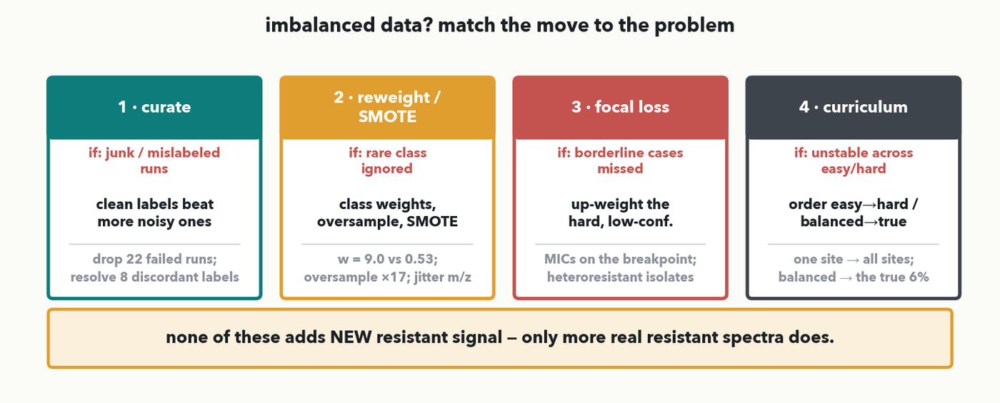 imbalanced data? match the move to the problem
1 · curate
if: junk / mislabeled
runs
clean labels beat
more noisy ones
drop 22 failed runs;
resolve 8 discordant labels
2 · reweight /
SMOTE
if: rare class
ignored
class weights,
oversample, SMOTE
w = 9.0 vs 0.53;
oversample ×17; jitter m/z
3 · focal loss
if: borderline cases
missed
up-weight the
hard, low-conf.
MICs on the breakpoint;
heteroresistant isolates
4 · curriculum
if: unstable across
easy/hard
order easy→hard /
balanced→true
one site → all sites;
balanced → the true 6%
none of these adds NEW resistant signal — only more real resistant spectra does.